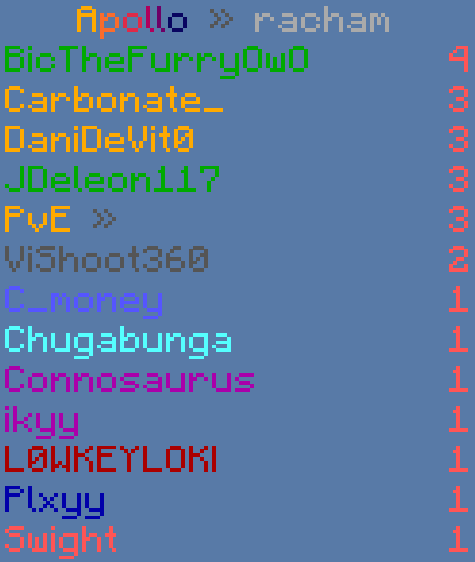 Apollo » racham
BicTheFurryOwO 4
Carbonate_ 3
DaniDeVit0 3
JDeleon117 3
PvE » 3
ViShoot360 2
C_money 1
Chugabunga 1
Connosaurus 1
ikyy 1
L0WKEYLOKI 1
Plxyy 1
Swight 1